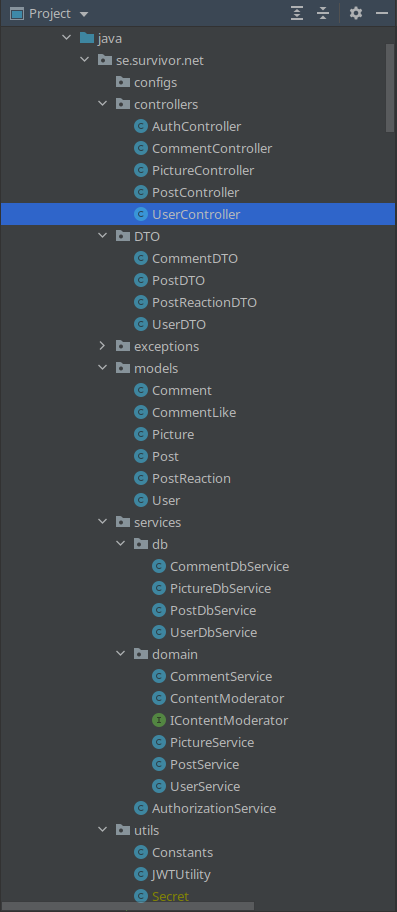 Project
java
se.survivor.net
configs
controllers
AuthController
CommentController
PictureController
PostController
UserController
DTO
CommentDTO
PostDTO
PostReactionDTO
UserDTO
exceptions
models
Comment
CommentLike
Picture
Post
PostReaction
User
services
db
CommentDbService
PictureDbService
PostDbService
UserDbService
domain
CommentService
ContentModerator
IContentModerator
PictureService
PostService
UserService
AuthorizationService
utils
Constants
JWTUtility
Secret